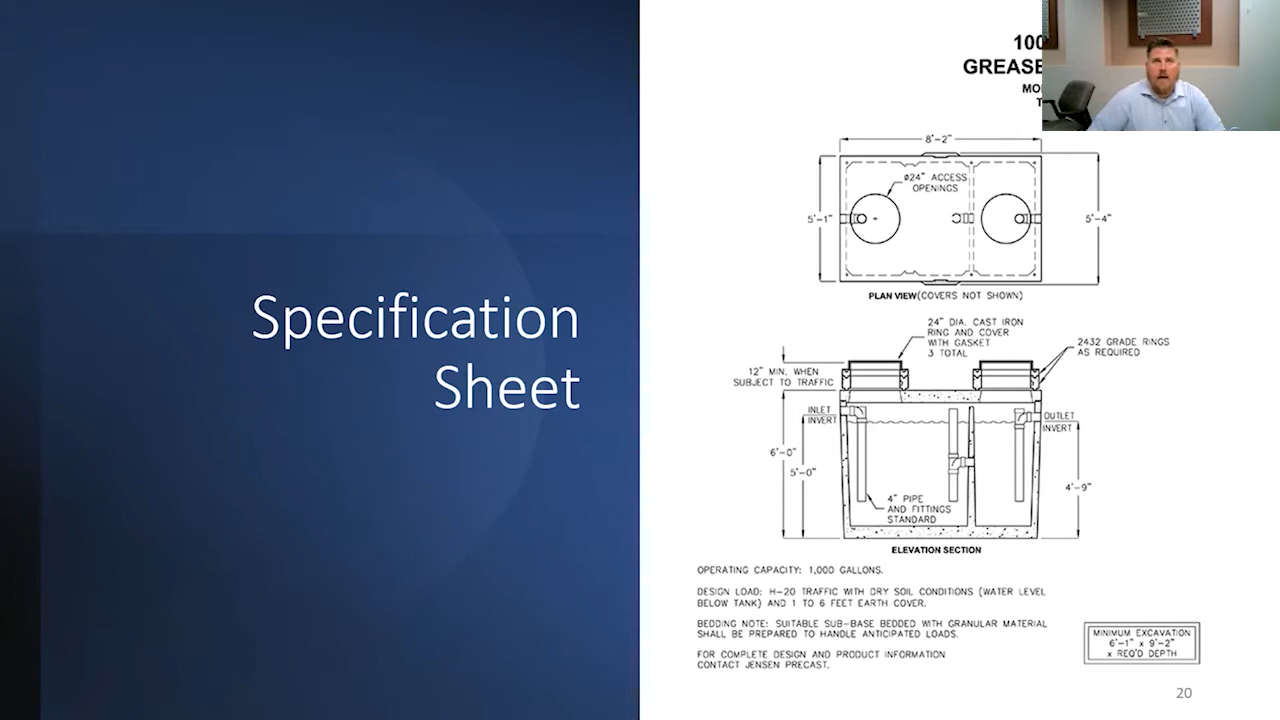 Specification
Sheet
100
GREASE
MO
T
8'-2"
ø24" ACCESS
OPENINGS
5'-1"
5'-4"
PLAN VIEW(COVERS NOT SHOWN)
24" DIA. CAST IRON
RING AND COVER
WITH GASKET
3 TOTAL
2432 GRADE RINGS
AS REQUIRED
12" MIN. WHEN
SUBJECT TO TRAFFIC
INLET
INVERT
OUTLET
INVERT
6'-0"
5'-0"
4'-9"
4" PIPE
AND FITTINGS
STANDARD
ELEVATION SECTION
OPERATING CAPACITY: 1,000 GALLONS.
DESIGN LOAD: H-20 TRAFFIC WITH DRY SOIL CONDITIONS (WATER LEVEL
BELOW TANK) AND 1 TO 6 FEET EARTH COVER.
BEDDING NOTE: SUITABLE SUB-BASE BEDDED WITH GRANULAR MATERIAL
SHALL BE PREPARED TO HANDLE ANTICIPATED LOADS.
FOR COMPLETE DESIGN AND PRODUCT INFORMATION
CONTACT JENSEN PRECAST.
MINIMUM EXCAVATION
6'-1" x 9'-2"
x REQ'D DEPTH
20